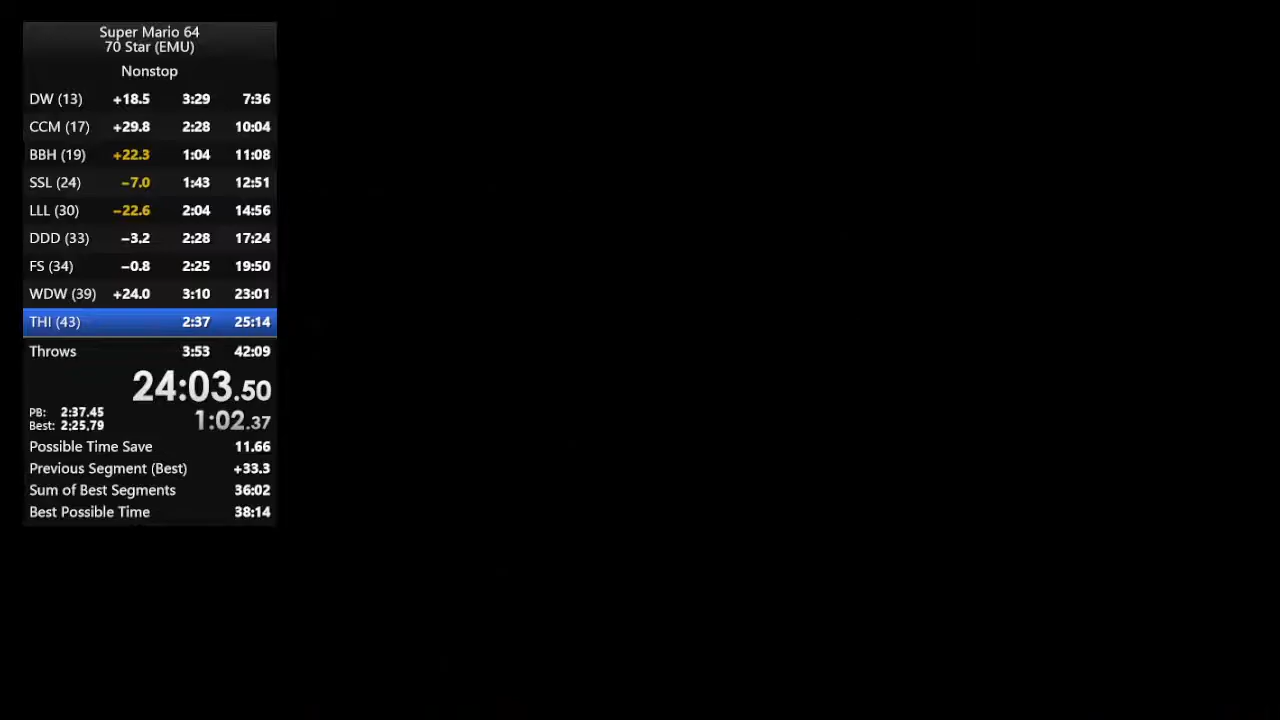 Super Mario 64
70 Star (EMU)
Nonstop
DW (13) +18.5 3:29 7:36
CCM (17) +29.8 2:28 10:04
BBH (19) +22.3 1:04 11:08
SSL (24) −7.0 1:43 12:51
LLL (30) −22.6 2:04 14:56
DDD (33) −3.2 2:28 17:24
FS (34) −0.8 2:25 19:50
WDW (39) +24.0 3:10 23:01
THI (43) 2:37 25:14
Throws 3:53 42:09
24:03.50
PB: 2:37.45
Best: 2:25.79
1:02.37
Possible Time Save 11.66
Previous Segment (Best) +33.3
Sum of Best Segments 36:02
Best Possible Time 38:14